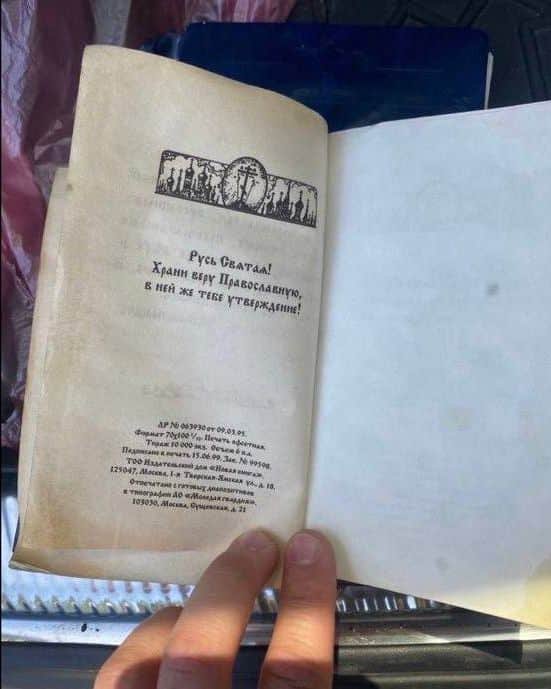 Русь Святая!
Храни веру Православную,
в ней же тебе утверждение!
ЛР № 063930 от 09.03.95.
Формат 70х100 1/32. Печать офсетная.
Тираж 10 000 экз. Объем 6 п.л.
Подписано в печать 15.06.99. Зак. № 99508.
ТОО Издательский дом «Новая книга».
125047, Москва, 1-я Тверская-Ямская ул., д. 18.
Отпечатано с готовых диапозитивов
в типографии АО «Молодая гвардия».
103030, Москва, Сущевская, д. 21